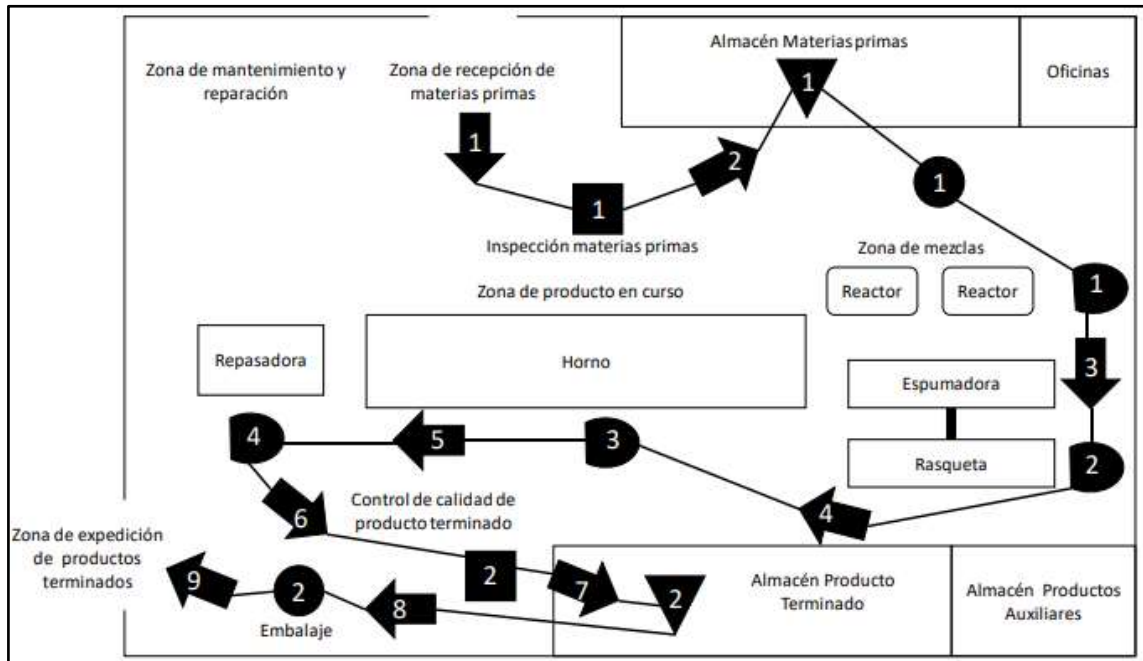 Zona de mantenimiento y
reparación
Zona de recepción de
materias primas
Almacén Materias primas
Oficinas
1
1
2
1
1
Inspección materias primas
Zona de mezclas
Reactor
Reactor
1
Zona de producto en curso
Repasadora
Horno
Espumadora
3
Rasqueta
2
4
3
5
4
6
Control de calidad de
producto terminado
Zona de expedición
de productos
terminados
9
2
Embalaje
8
2
7
2
Almacén Producto
Terminado
Almacén Productos
Auxiliares